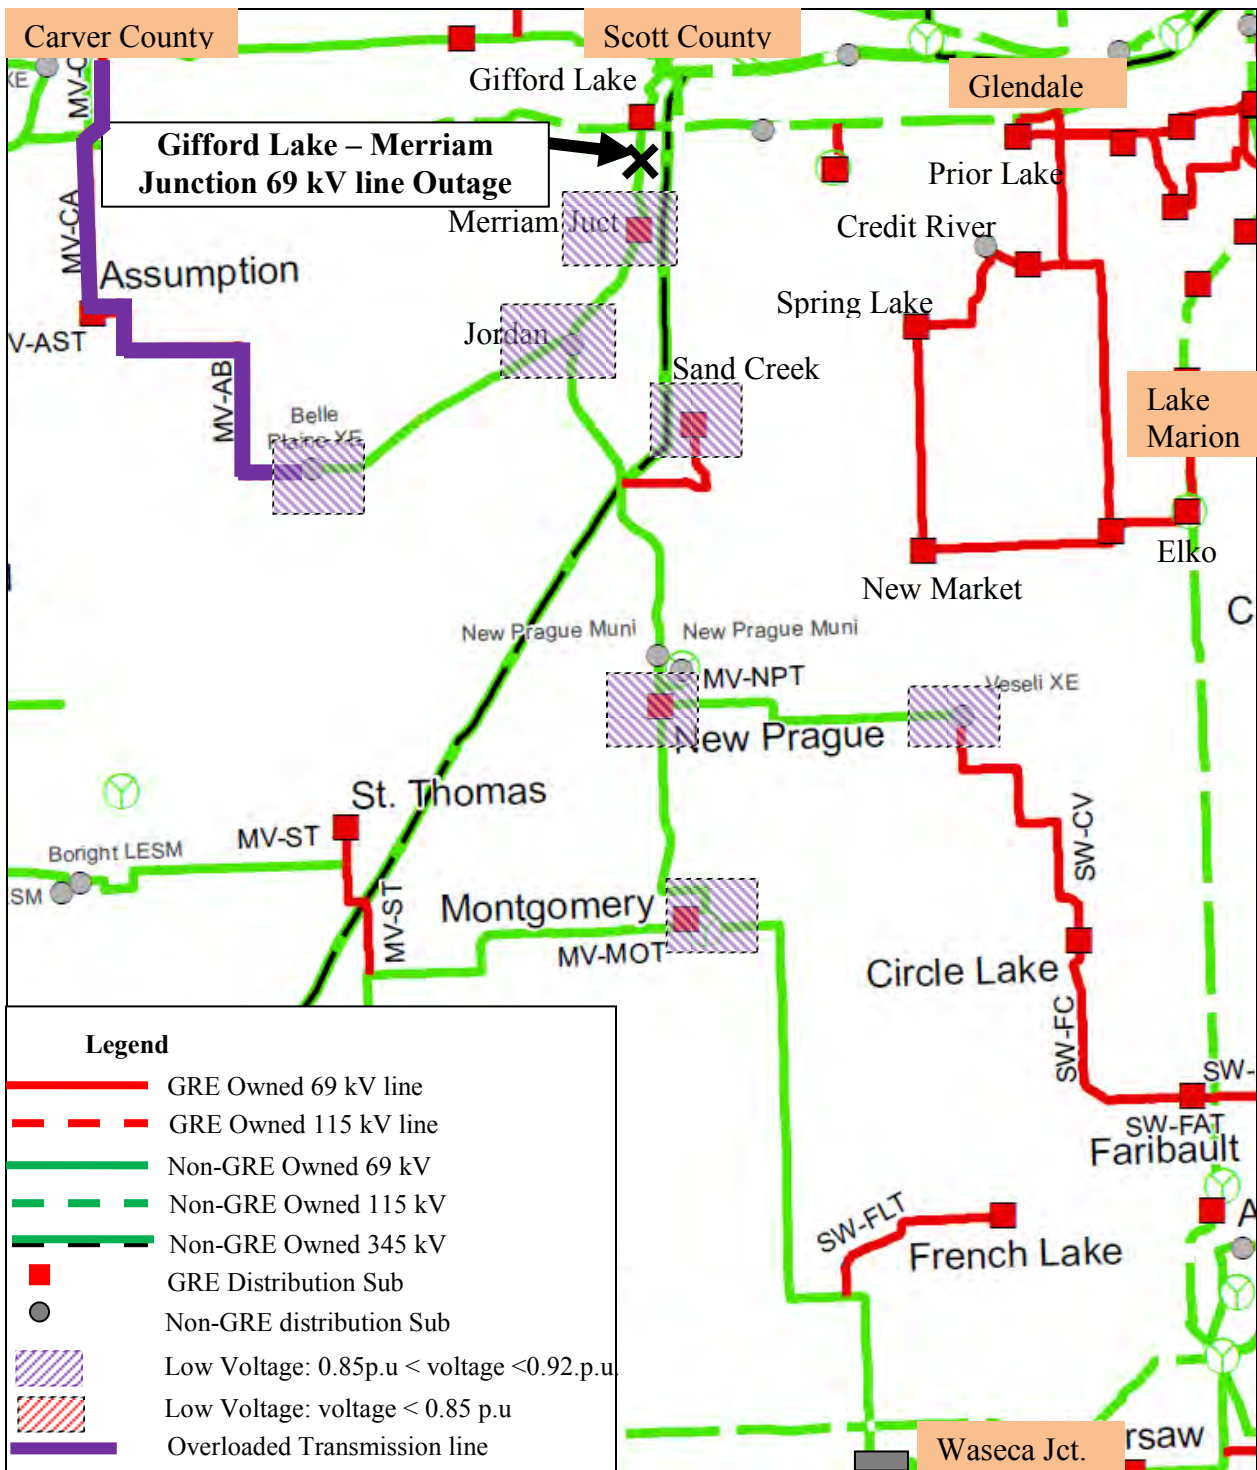 Carver County
Scott County
Gifford Lake
Glendale
XE
MV-C
Gifford Lake – Merriam
Junction 69 kV line Outage
Prior Lake
Merriam Juct
Credit River
MV-CA
Assumption
Spring Lake
V-AST
Jordan
Sand Creek
MV-AB
Lake
Marion
Belle
Plaine XE
Elko
New Market
C
New Prague Muni
New Prague Muni
MV-NPT
Veseli XE
New Prague
St. Thomas
MV-ST
SW-CV
Boright LESM
SM
MV-ST
Montgomery
MV-MOT
Circle Lake
SW-FC
SW-
SW-FAT
Faribault
SW-FLT
A
French Lake
Legend
GRE Owned 69 kV line
GRE Owned 115 kV line
Non-GRE Owned 69 kV
Non-GRE Owned 115 kV
Non-GRE Owned 345 kV
GRE Distribution Sub
Non-GRE distribution Sub
Low Voltage: 0.85p.u < voltage <0.92.p.u.
Low Voltage: voltage < 0.85 p.u
Overloaded Transmission line
Waseca Jct.
rsaw